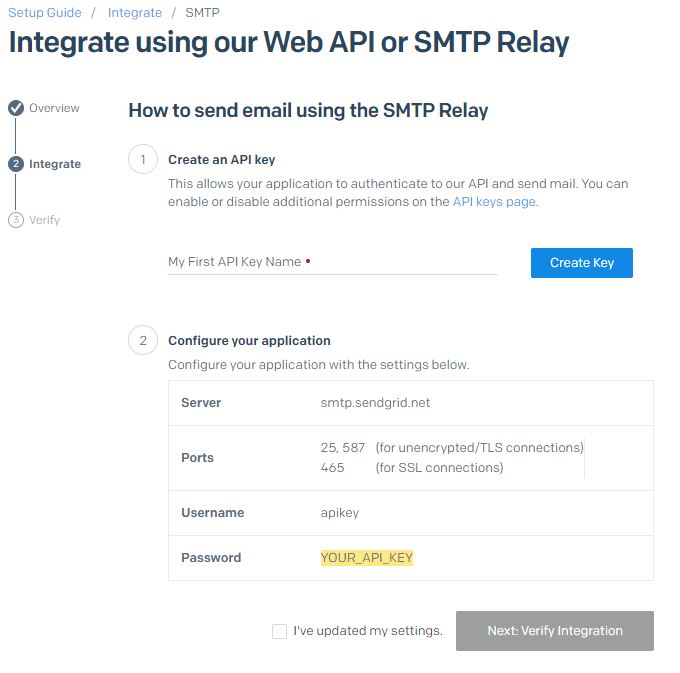 Setup Guide / Integrate / SMTP
Integrate using our Web API or SMTP Relay
Overview
2 Integrate
3 Verify
How to send email using the SMTP Relay
1 Create an API key
This allows your application to authenticate to our API and send mail. You can
enable or disable additional permissions on the API keys page.
My First API Key Name •
Create Key
2 Configure your application
Configure your application with the settings below.
Server smtp.sendgrid.net
Ports 25, 587 (for unencrypted/TLS connections)
465 (for SSL connections)
Username apikey
Password YOUR_API_KEY
I've updated my settings.
Next: Verify Integration